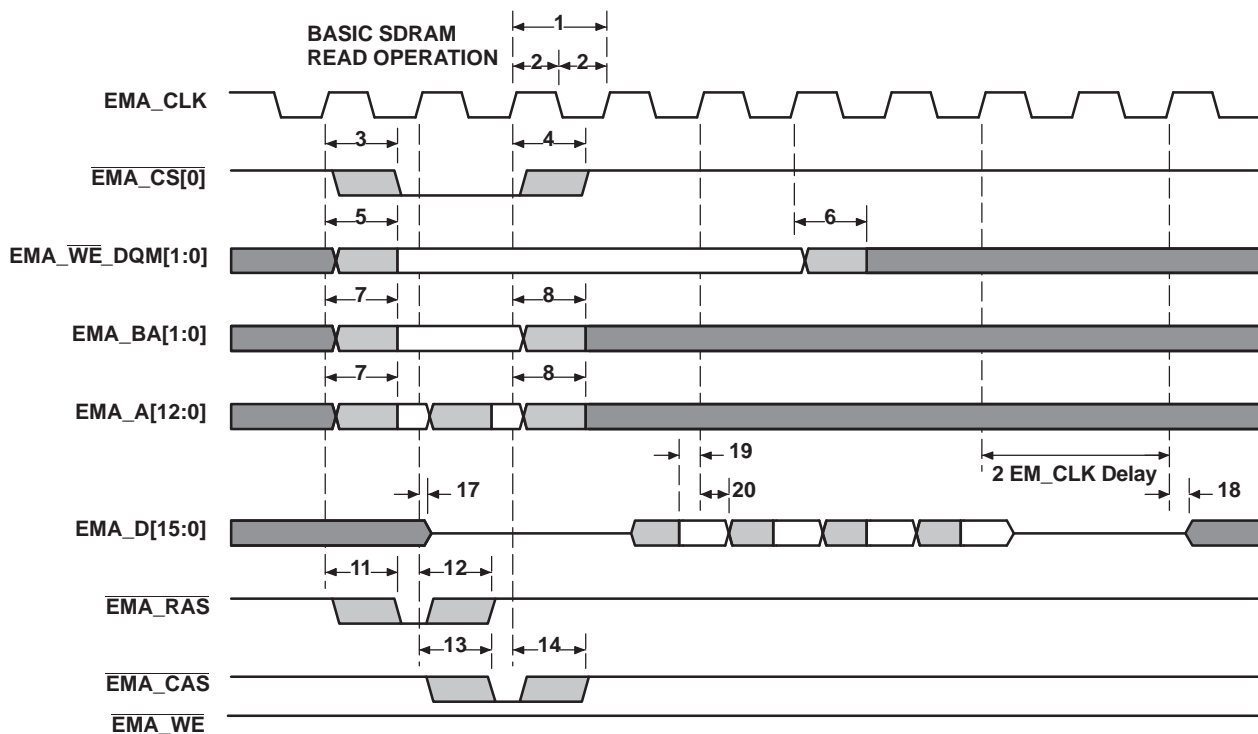 BASIC SDRAM
READ OPERATION
1
2 2
EMA_CLK
3 4
EMA_CS[0]
5 6
EMA_WE_DQM[1:0]
7 8
EMA_BA[1:0]
7 8
EMA_A[12:0]
19
2 EM_CLK Delay
17 20 18
EMA_D[15:0]
11 12
EMA_RAS
13 14
EMA_CAS
EMA_WE